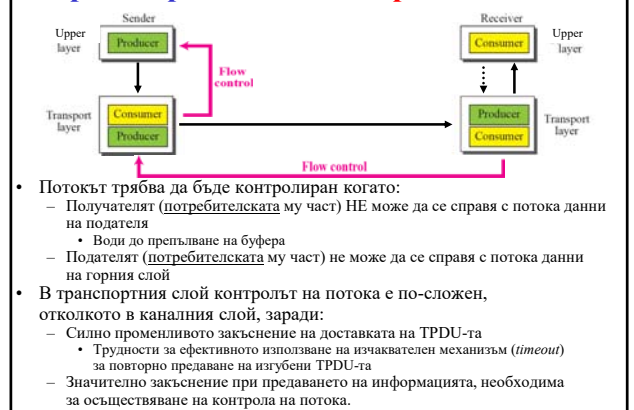 Sender
Receiver
Upper
layer
Producer
Consumer
Upper
layer
Flow
control
Transport
layer
Consumer
Producer
Producer
Consumer
Transport
layer
Flow control
• Потокът трябва да бъде контролиран когато:
– Получателят (потребителската му част) НЕ може да се справя с потока данни
на подателя
• Води до препълване на буфера
– Подателят (потребителската му част) не може да се справя с потока данни
на горния слой
• В транспортния слой контролът на потока е по-сложен,
отколкото в каналния слой, заради:
– Силно променливото закъснение на доставката на TPDU-та
• Трудности за ефективното използване на изчаквателен механизъм (timeout)
за повторно предаване на изгубени TPDU-та
– Значително закъснение при предаването на информацията, необходима
за осъществяване на контрола на потока.